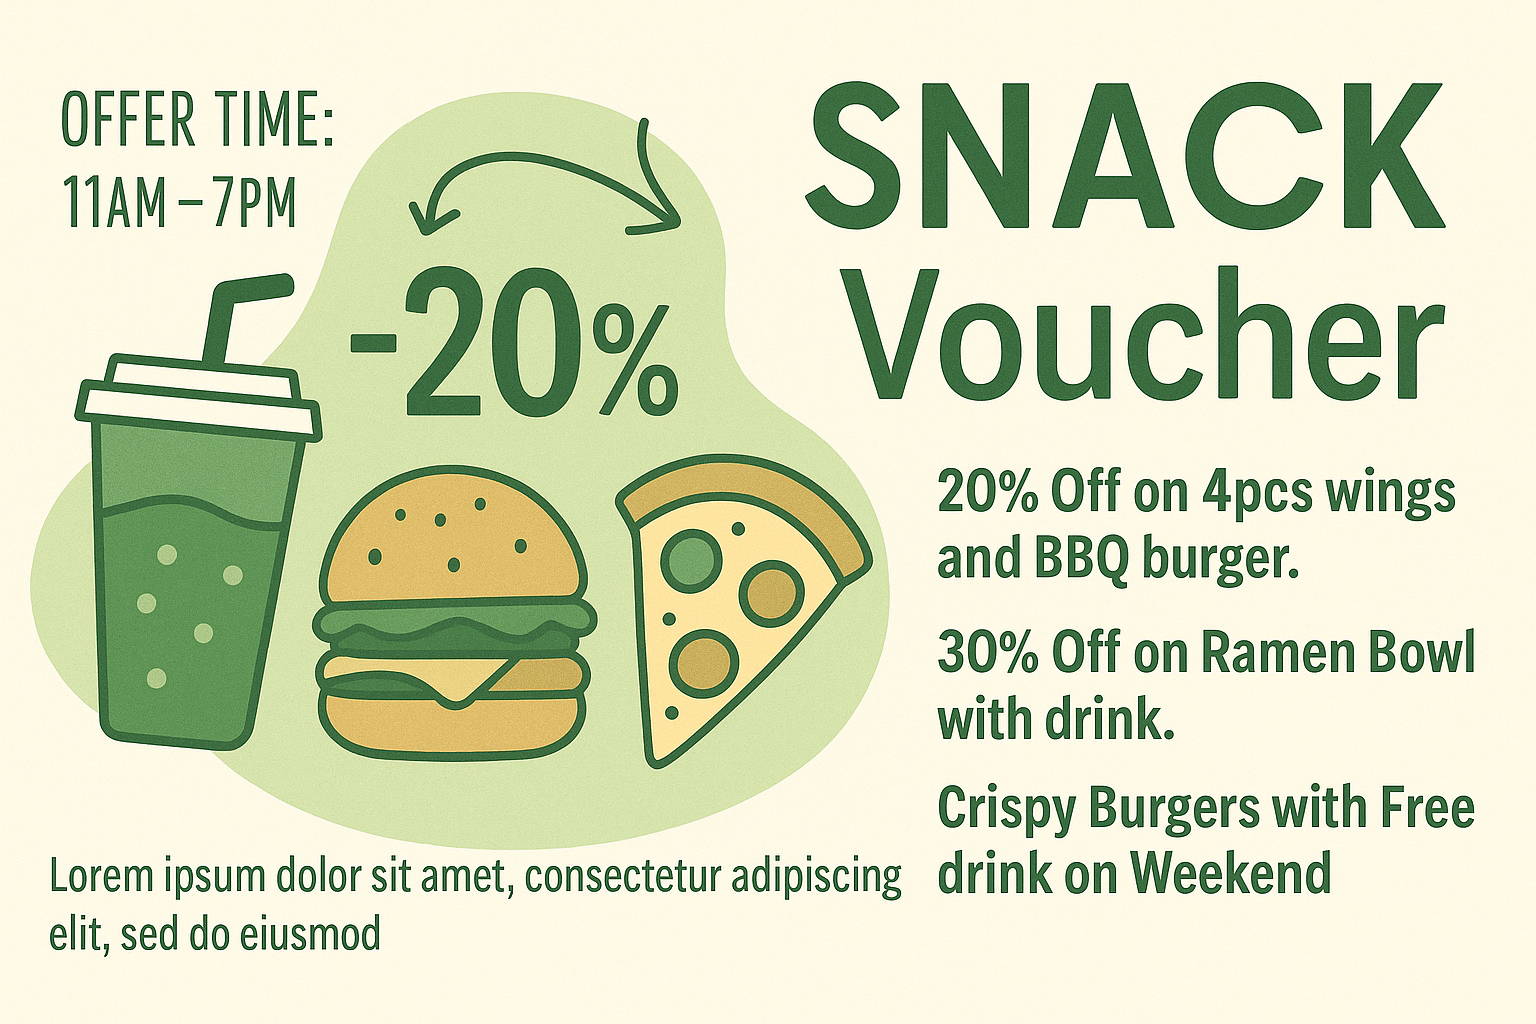 OFFER TIME:
11AM – 7PM
-20%
SNACK
Voucher
20% Off on 4pcs wings
and BBQ burger.
30% Off on Ramen Bowl
with drink.
Crispy Burgers with Free
drink on Weekend
Lorem ipsum dolor sit amet, consectetur adipiscing
elit, sed do eiusmod